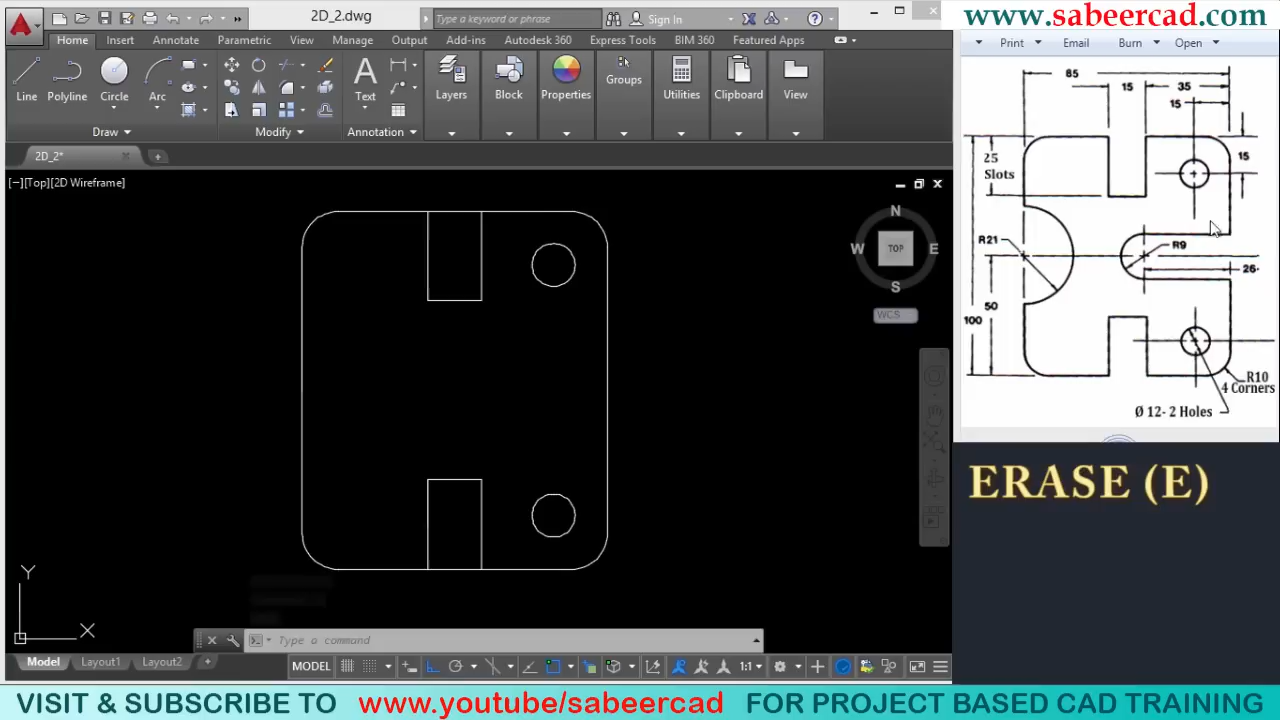 2D_2.dwg
Type a keyword or phrase
Sign In
www.sabeercad.com
Home Insert Annotate Parametric View Manage Output Add-ins Autodesk 360 Express Tools BIM 360 Featured Apps
Print Email Burn Open
Line Polyline Circle Arc
Text
Layers Block Properties Groups Utilities Clipboard View
Draw Modify Annotation
2D_2*
[−][Top][2D Wireframe]
N
W TOP E
S
WCS
85
15 35
15
25
Slots
15
R21
R9
26
50
100
R10
4 Corners
Ø 12- 2 Holes
ERASE (E)
Y
X
Type a command
Model Layout1 Layout2 +
MODEL 1:1
VISIT & SUBSCRIBE TO www.youtube/sabeercad FOR PROJECT BASED CAD TRAINING